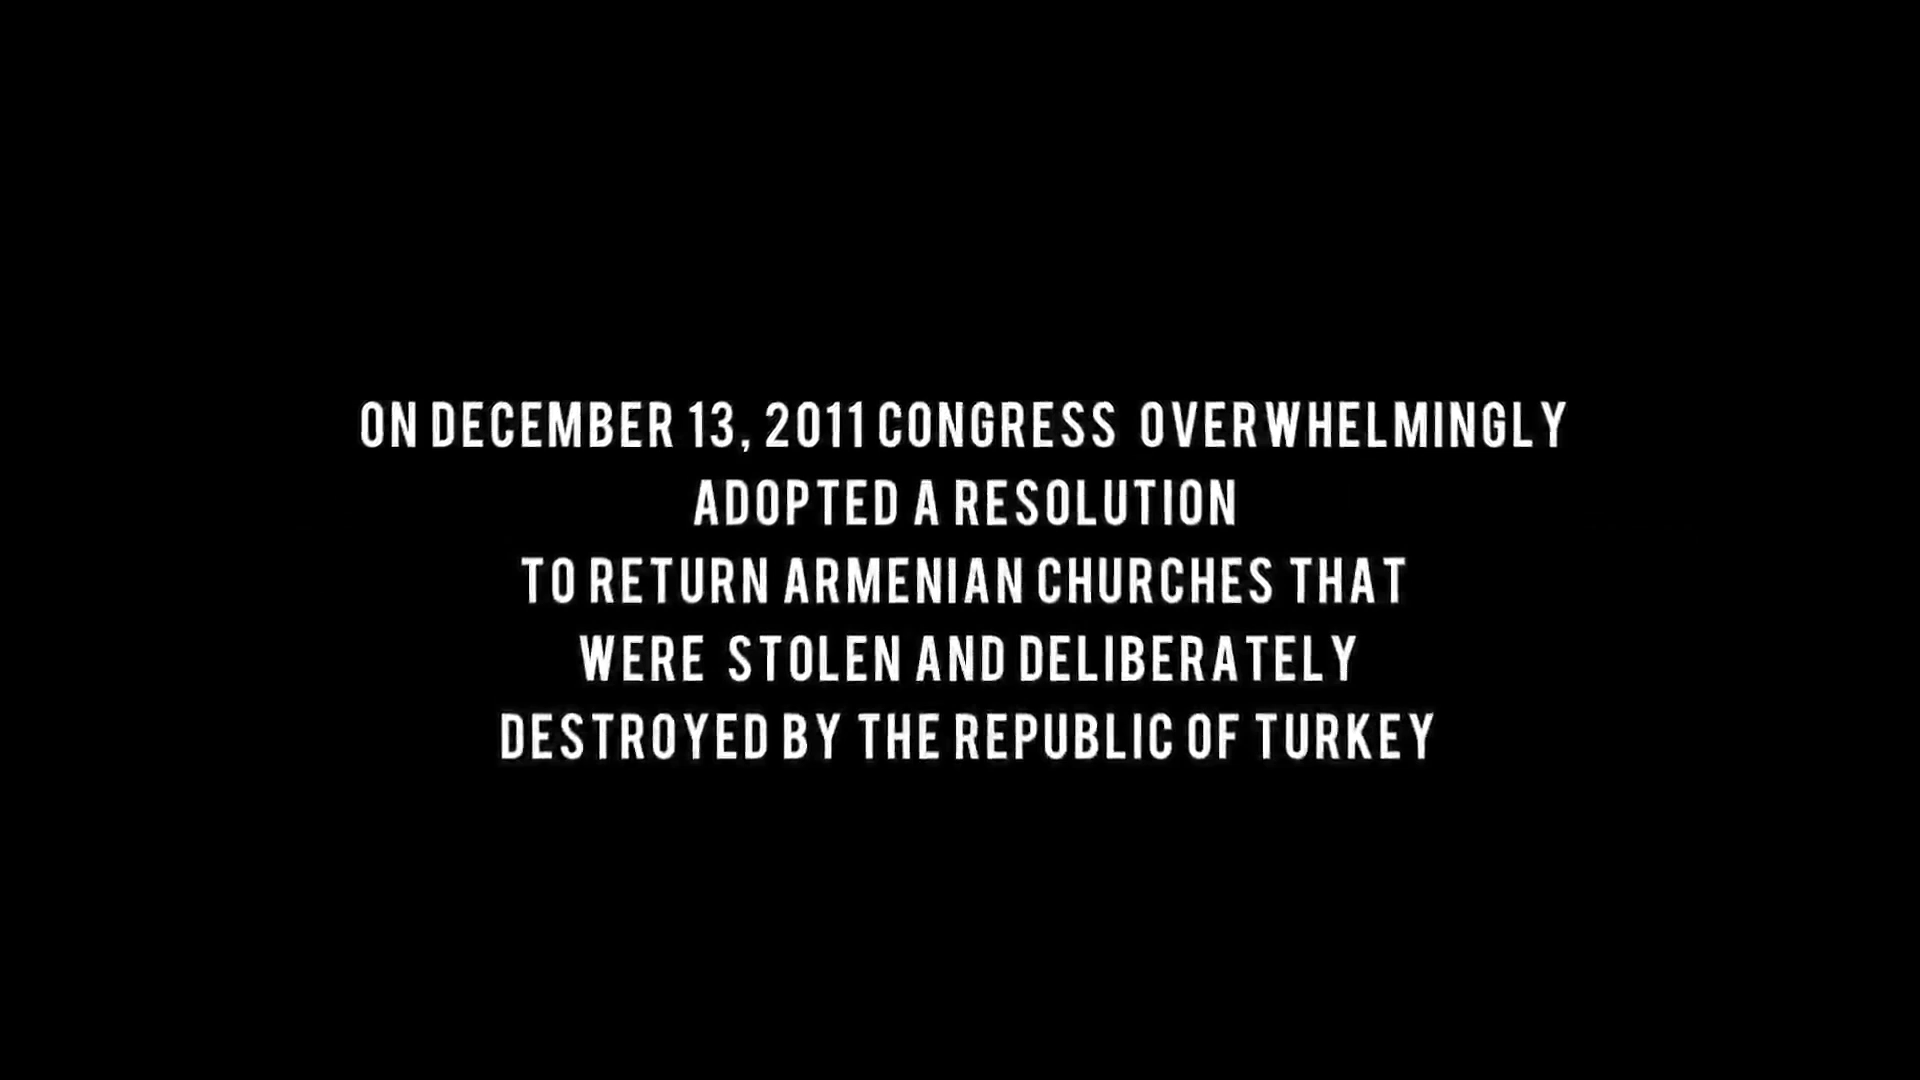 ON DECEMBER 13, 2011 CONGRESS OVERWHELMINGLY
ADOPTED A RESOLUTION
TO RETURN ARMENIAN CHURCHES THAT
WERE STOLEN AND DELIBERATELY
DESTROYED BY THE REPUBLIC OF TURKEY